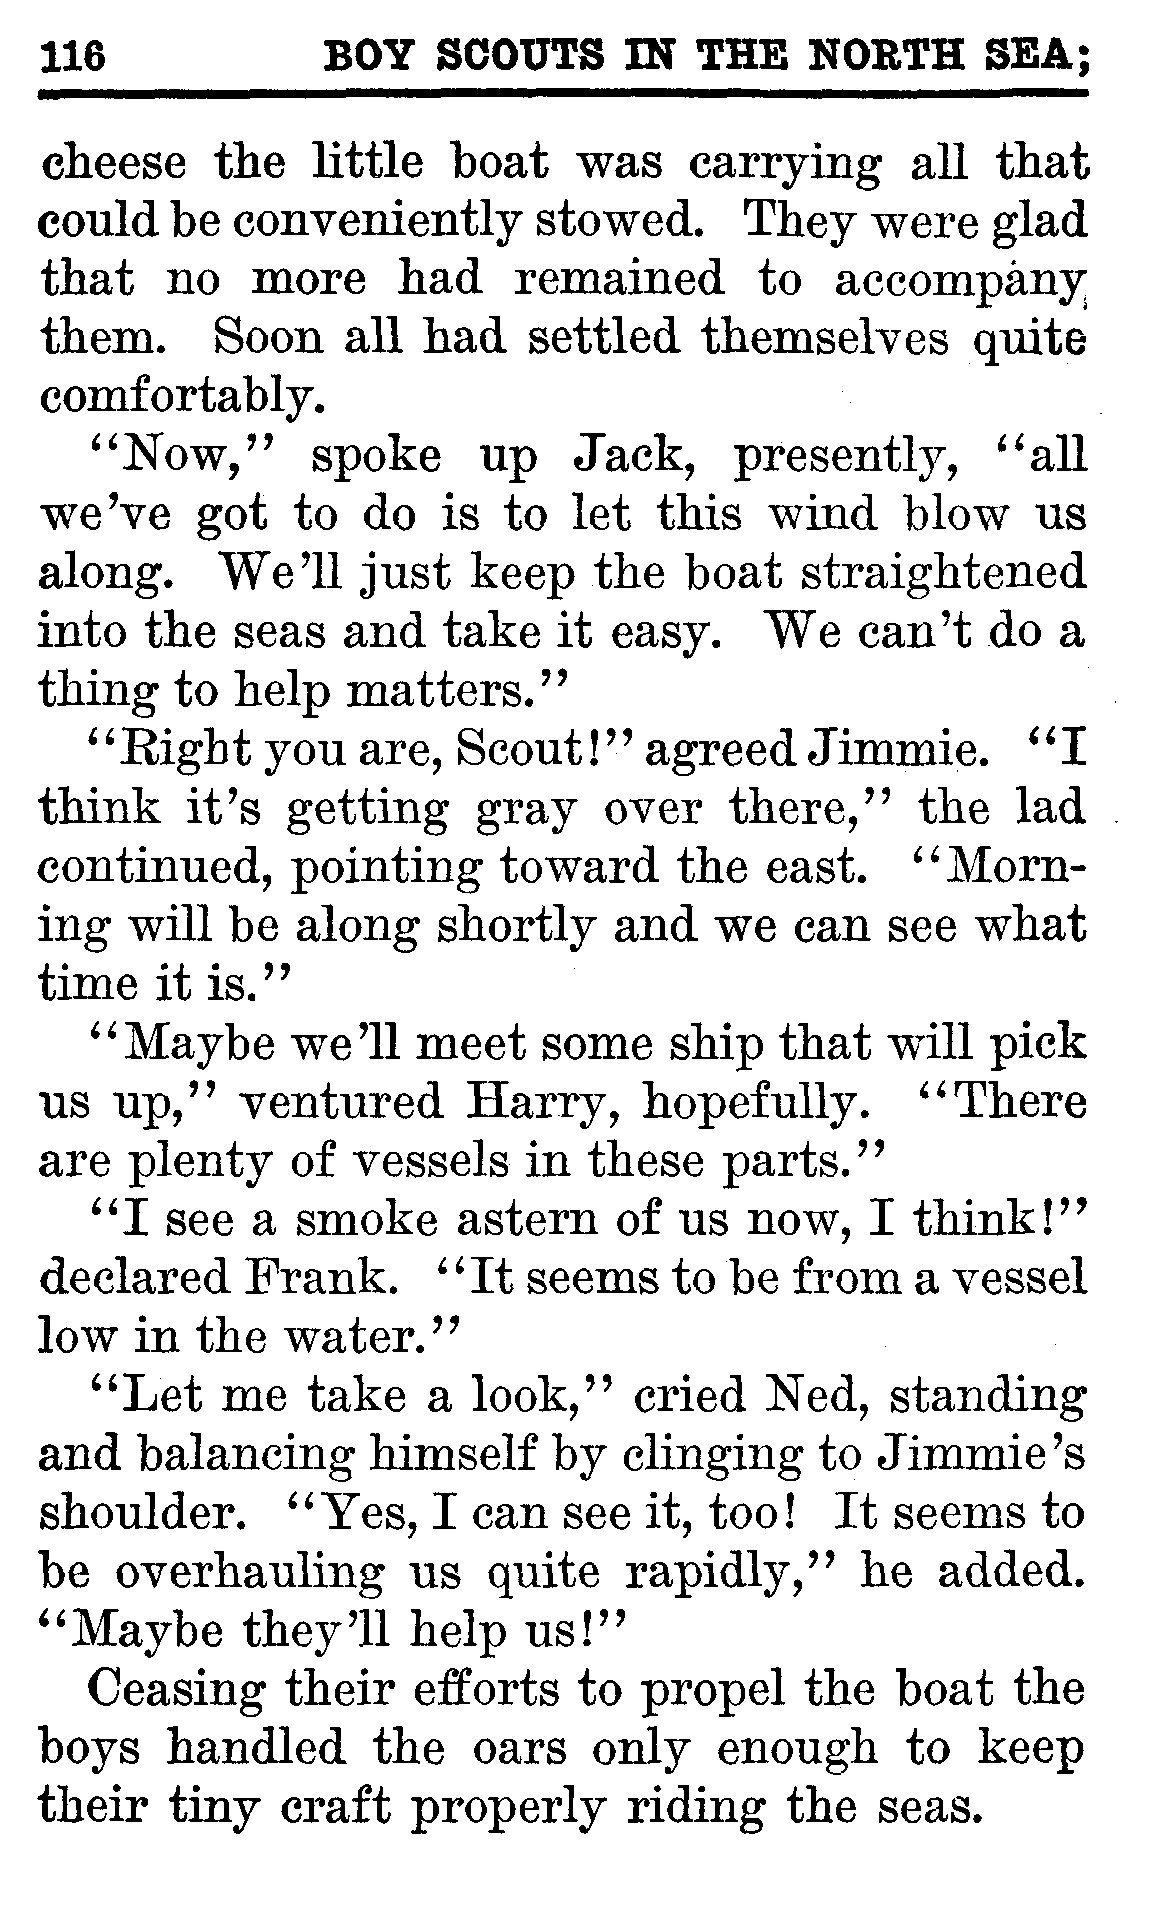 116 BOY SCOUTS IN THE NORTH SEA;
cheese the little boat was carrying all that
could be conveniently stowed. They were glad
that no more had remained to accompany
them. Soon all had settled themselves quite
comfortably.
"Now," spoke up Jack, presently, "all
we've got to do is to let this wind blow us
along. We'll just keep the boat straightened
into the seas and take it easy. We can't do a
thing to help matters."
"Right you are, Scout!" agreed Jimmie. "I
think it's getting gray over there," the lad
continued, pointing toward the east. "Morn-
ing will be along shortly and we can see what
time it is."
"Maybe we'll meet some ship that will pick
us up," ventured Harry, hopefully. "There
are plenty of vessels in these parts."
"I see a smoke astern of us now, I think!"
declared Frank. "It seems to be from a vessel
low in the water."
"Let me take a look," cried Ned, standing
and balancing himself by clinging to Jimmie's
shoulder. "Yes, I can see it, too! It seems to
be overhauling us quite rapidly," he added.
"Maybe they'll help us!"
Ceasing their efforts to propel the boat the
boys handled the oars only enough to keep
their tiny craft properly riding the seas.